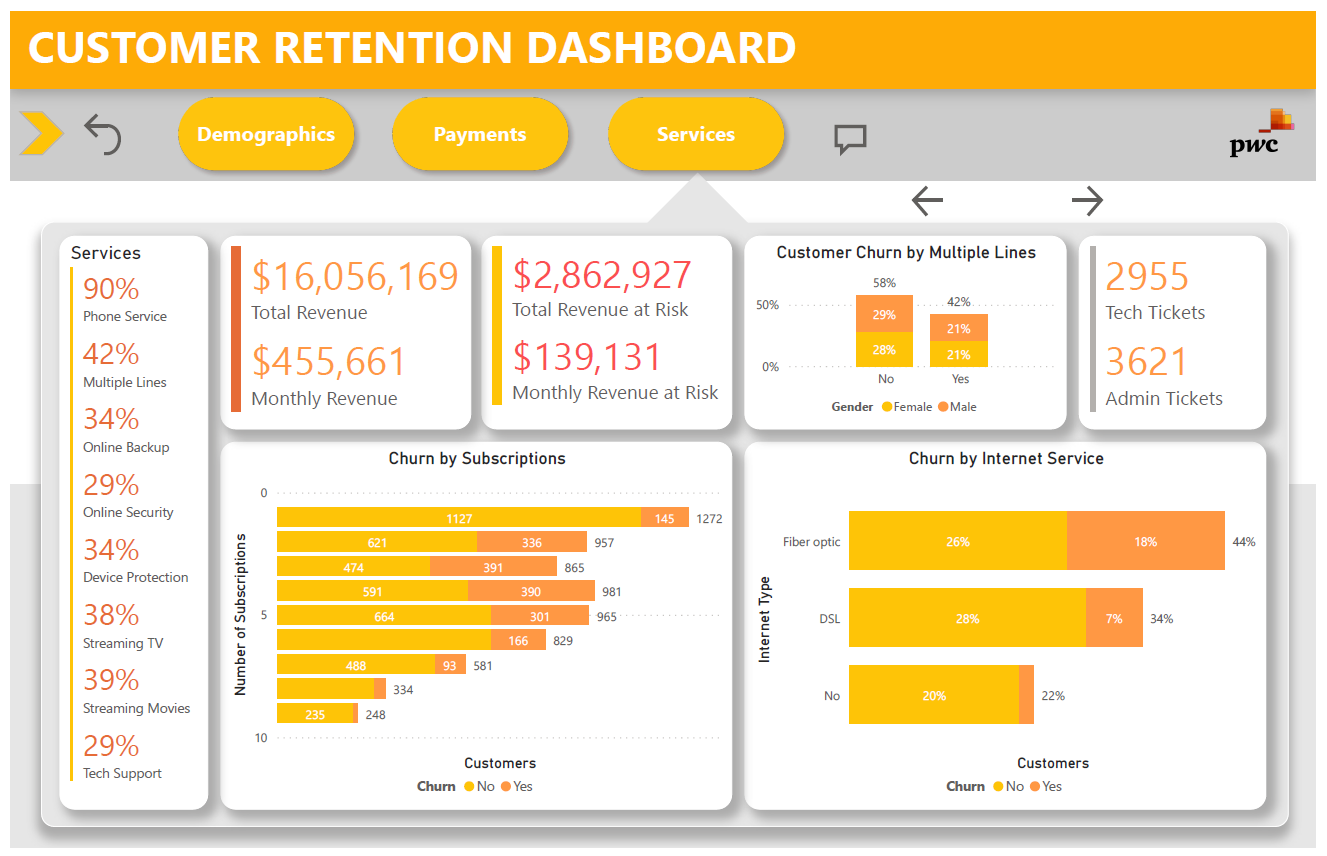 CUSTOMER RETENTION DASHBOARD
Demographics
Payments
Services
pwc
Services
90%
Phone Service
42%
Multiple Lines
34%
Online Backup
29%
Online Security
34%
Device Protection
38%
Streaming TV
39%
Streaming Movies
29%
Tech Support
$16,056,169
Total Revenue
$455,661
Monthly Revenue
$2,862,927
Total Revenue at Risk
$139,131
Monthly Revenue at Risk
Customer Churn by Multiple Lines
58%
50%
42%
29%
21%
28%
21%
0%
No
Yes
Gender Female Male
2955
Tech Tickets
3621
Admin Tickets
Churn by Subscriptions
Number of Subscriptions
0
1127 145 1272
621 336 957
474 391 865
591 390 981
5
664 301 965
166 829
488 93 581
334
235 248
10
Customers
Churn No Yes
Churn by Internet Service
Internet Type
Fiber optic 26% 18% 44%
DSL 28% 7% 34%
No 20% 22%
Customers
Churn No Yes